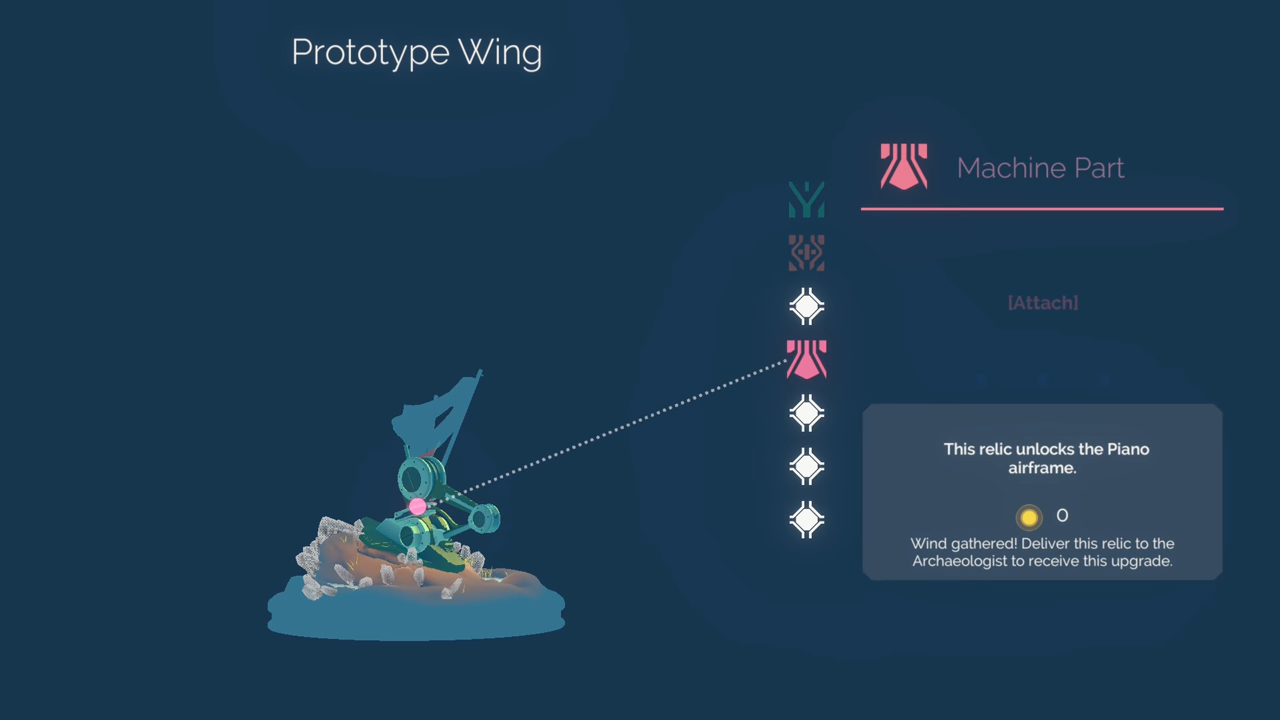 Prototype Wing
Machine Part
[Attach]
This relic unlocks the Piano
airframe.
0
Wind gathered! Deliver this relic to the
Archaeologist to receive this upgrade.